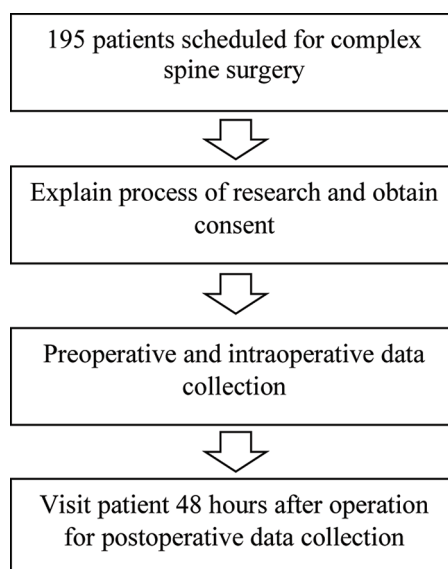 195 patients scheduled for complex
spine surgery
Explain process of research and obtain
consent
Preoperative and intraoperative data
collection
Visit patient 48 hours after operation
for postoperative data collection